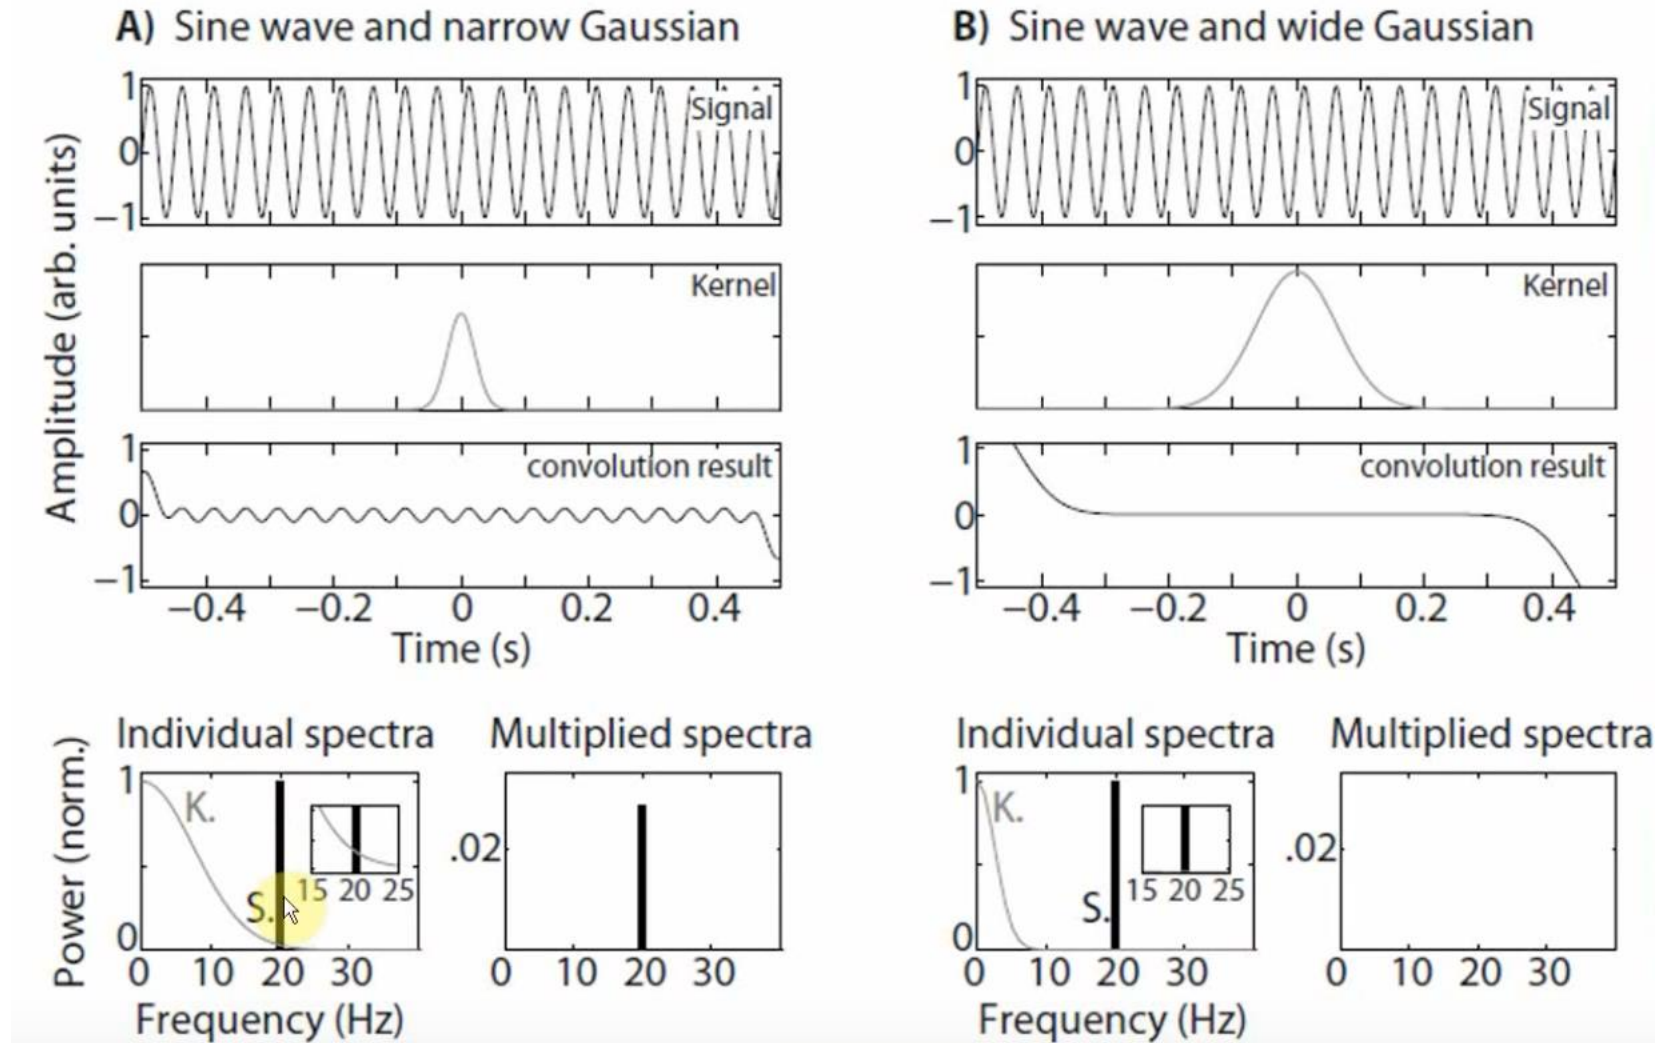 A) Sine wave and narrow Gaussian
Amplitude (arb. units)
1
0
−1
Signal
Kernel
1
0
−1
convolution result
−0.4 −0.2 0 0.2 0.4
Time (s)
Individual spectra
Power (norm.)
1
0
K.
S.
15 20 25
0 10 20 30
Frequency (Hz)
Multiplied spectra
.02
0 10 20 30
B) Sine wave and wide Gaussian
1
0
−1
Signal
Kernel
1
0
−1
convolution result
−0.4 −0.2 0 0.2 0.4
Time (s)
Individual spectra
1
0
K.
S.
15 20 25
0 10 20 30
Frequency (Hz)
Multiplied spectra
.02
0 10 20 30